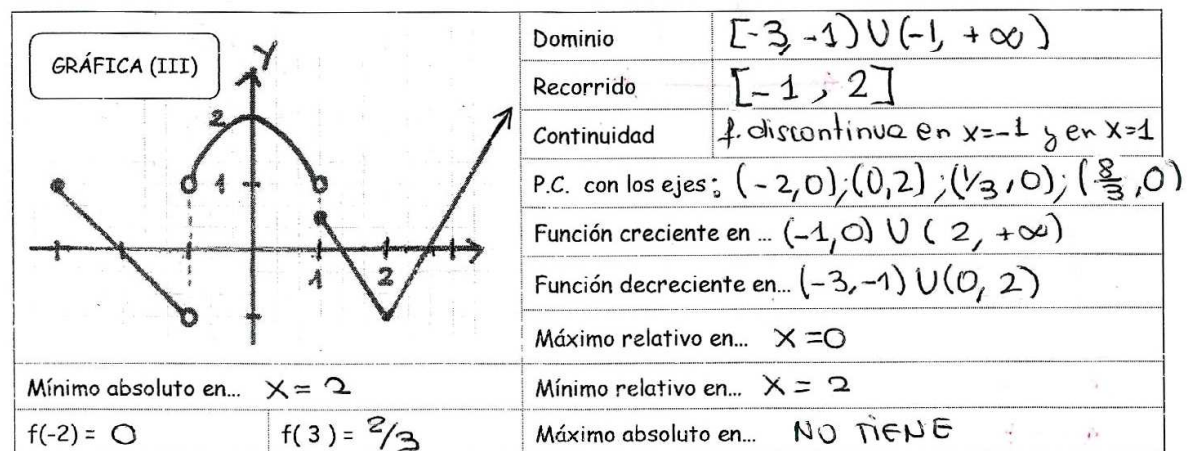 GRÁFICA (III)
Y
2
1
1
2
Dominio [-3, -1) U (-1, +∞)
Recorrido [-1, 2]
Continuidad f. discontinua en x=-1 y en x=1
P.C. con los ejes: (-2,0); (0,2); (1/3, 0); (8/3, 0)
Función creciente en ... (-1,0) U (2, +∞)
Función decreciente en... (-3,-1) U (0, 2)
Máximo relativo en... X=0
Mínimo absoluto en... X = 2
Mínimo relativo en... X = 2
f(-2) = 0
f( 3 ) = 2/3
Máximo absoluto en... NO TIENE